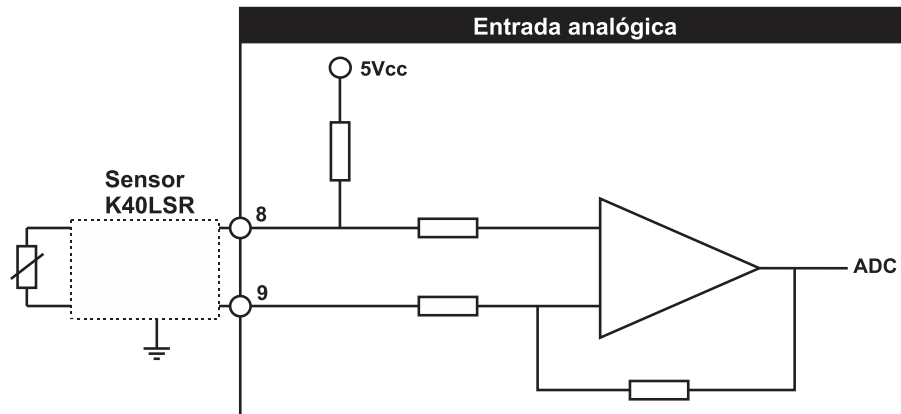 Entrada analógica
5Vcc
Sensor
K40LSR
8
9
ADC